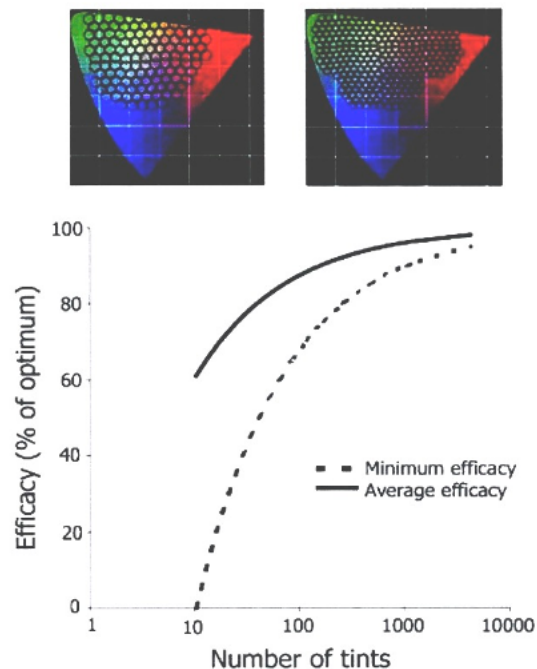 100
80
60
40
20
0
Efficacy (% of optimum)
Minimum efficacy
Average efficacy
1
10
100
1000
10000
Number of tints